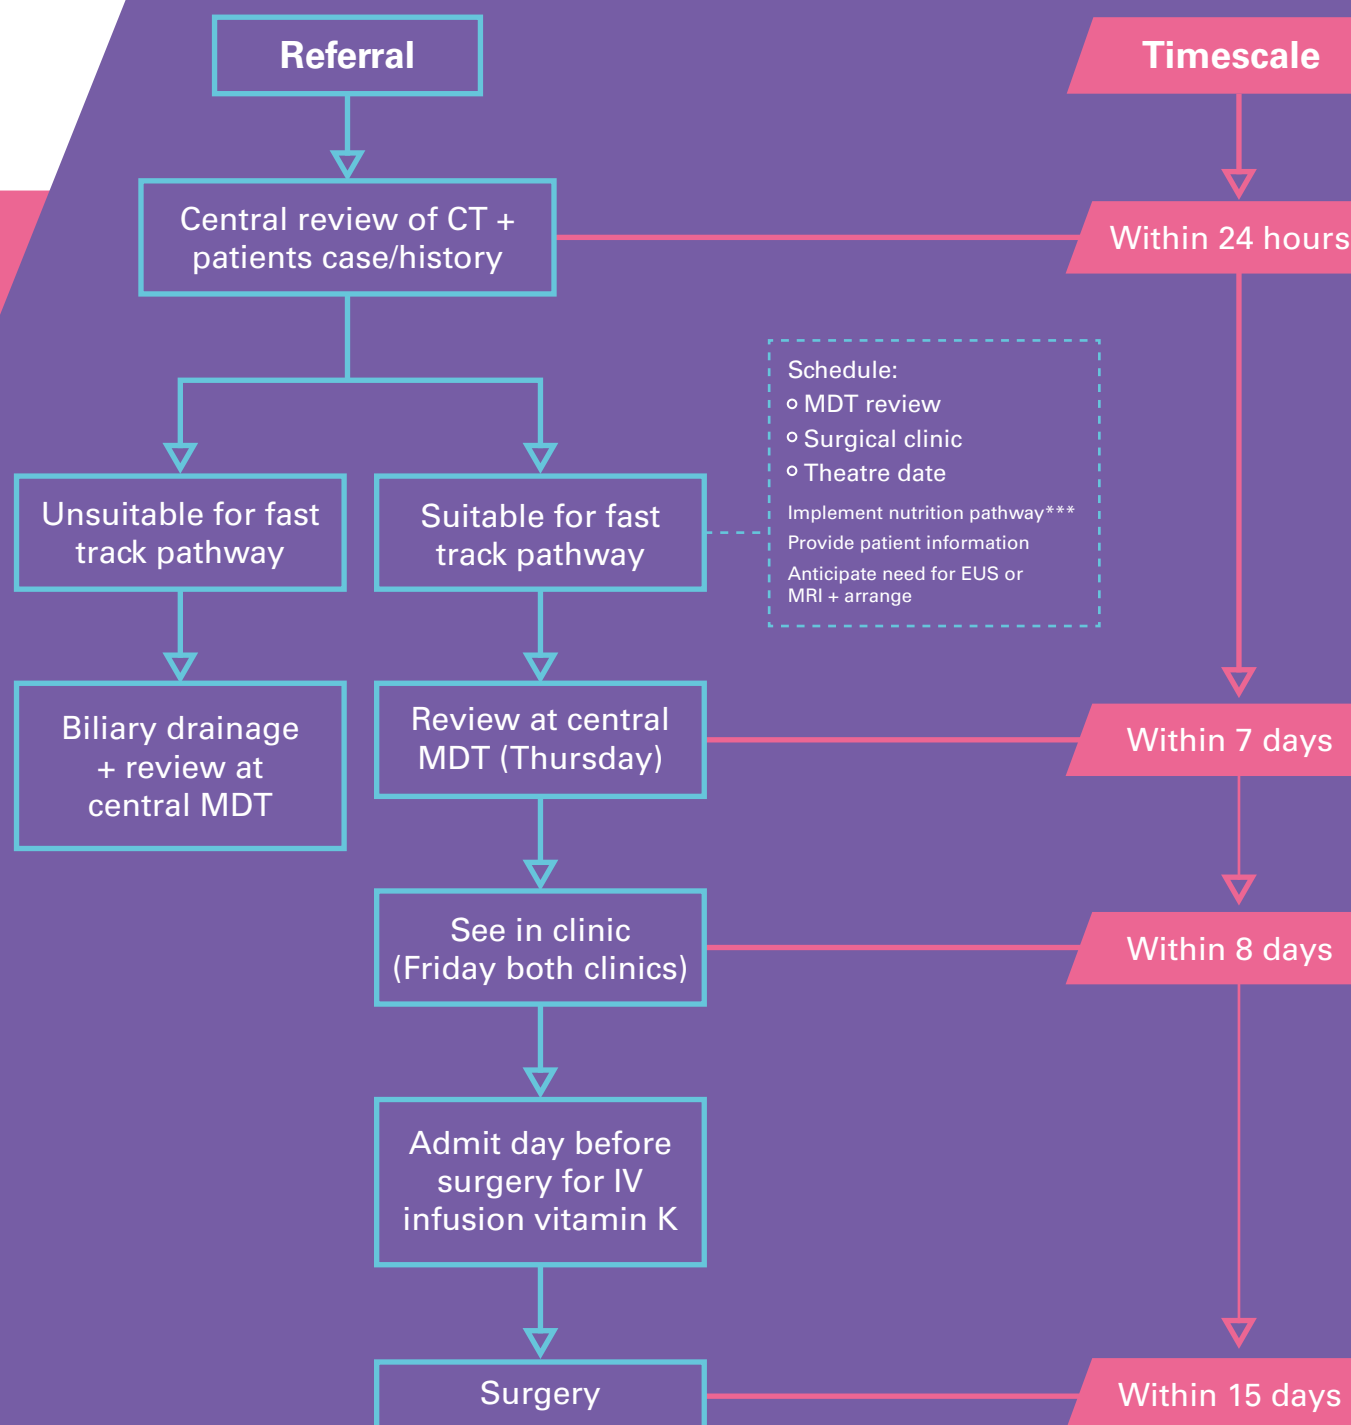 Referral
Timescale
Central review of CT +
patients case/history
Within 24 hours
Schedule:
MDT review
Surgical clinic
Theatre date
Implement nutrition pathway***
Provide patient information
Anticipate need for EUS or
MRI + arrange
Unsuitable for fast
track pathway
Suitable for fast
track pathway
Biliary drainage
+ review at
central MDT
Review at central
MDT (Thursday)
Within 7 days
See in clinic
(Friday both clinics)
Within 8 days
Admit day before
surgery for IV
infusion vitamin K
Surgery
Within 15 days